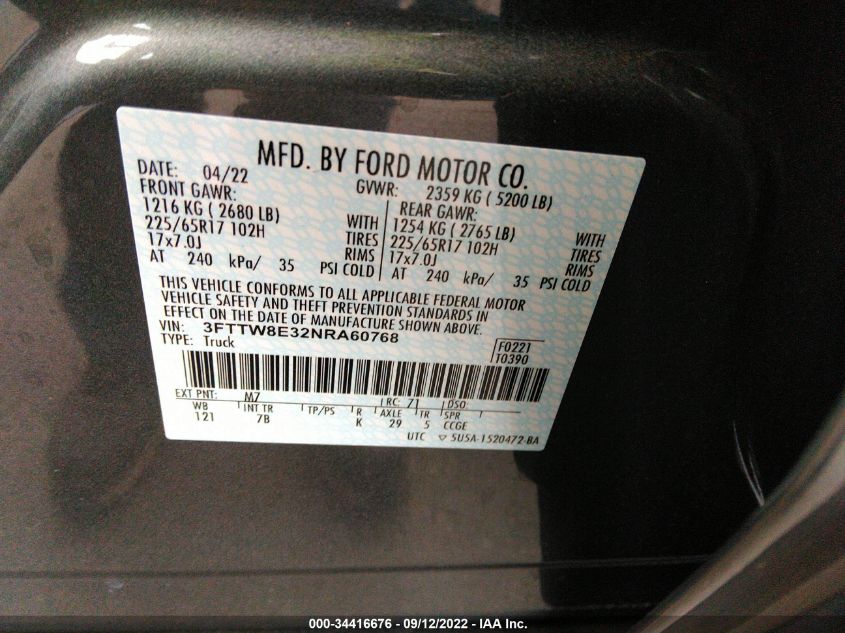 MFD. BY FORD MOTOR CO.
DATE: 04/22 GVWR: 2359 KG ( 5200 LB)
FRONT GAWR: REAR GAWR:
1216 KG ( 2680 LB) WITH 1254 KG ( 2765 LB) WITH
225/65R17 102H TIRES 225/65R17 102H TIRES
17x7.0J RIMS 17x7.0J RIMS
AT 240 kPa/ 35 PSI COLD AT 240 kPa/ 35 PSI COLD
THIS VEHICLE CONFORMS TO ALL APPLICABLE FEDERAL MOTOR
VEHICLE SAFETY AND THEFT PREVENTION STANDARDS IN
EFFECT ON THE DATE OF MANUFACTURE SHOWN ABOVE.
VIN: 3FTTW8E32NRA60768
TYPE: Truck
F0221
T0390
EXT PNT: M7 RC: 71 DSO:
WB INT TR TP/PS R AXLE TR SPR
121 7B K 29 5 CCGE
UTC ▽ 5U5A-1520472-BA
000-34416676 - 09/12/2022 - IAA Inc.